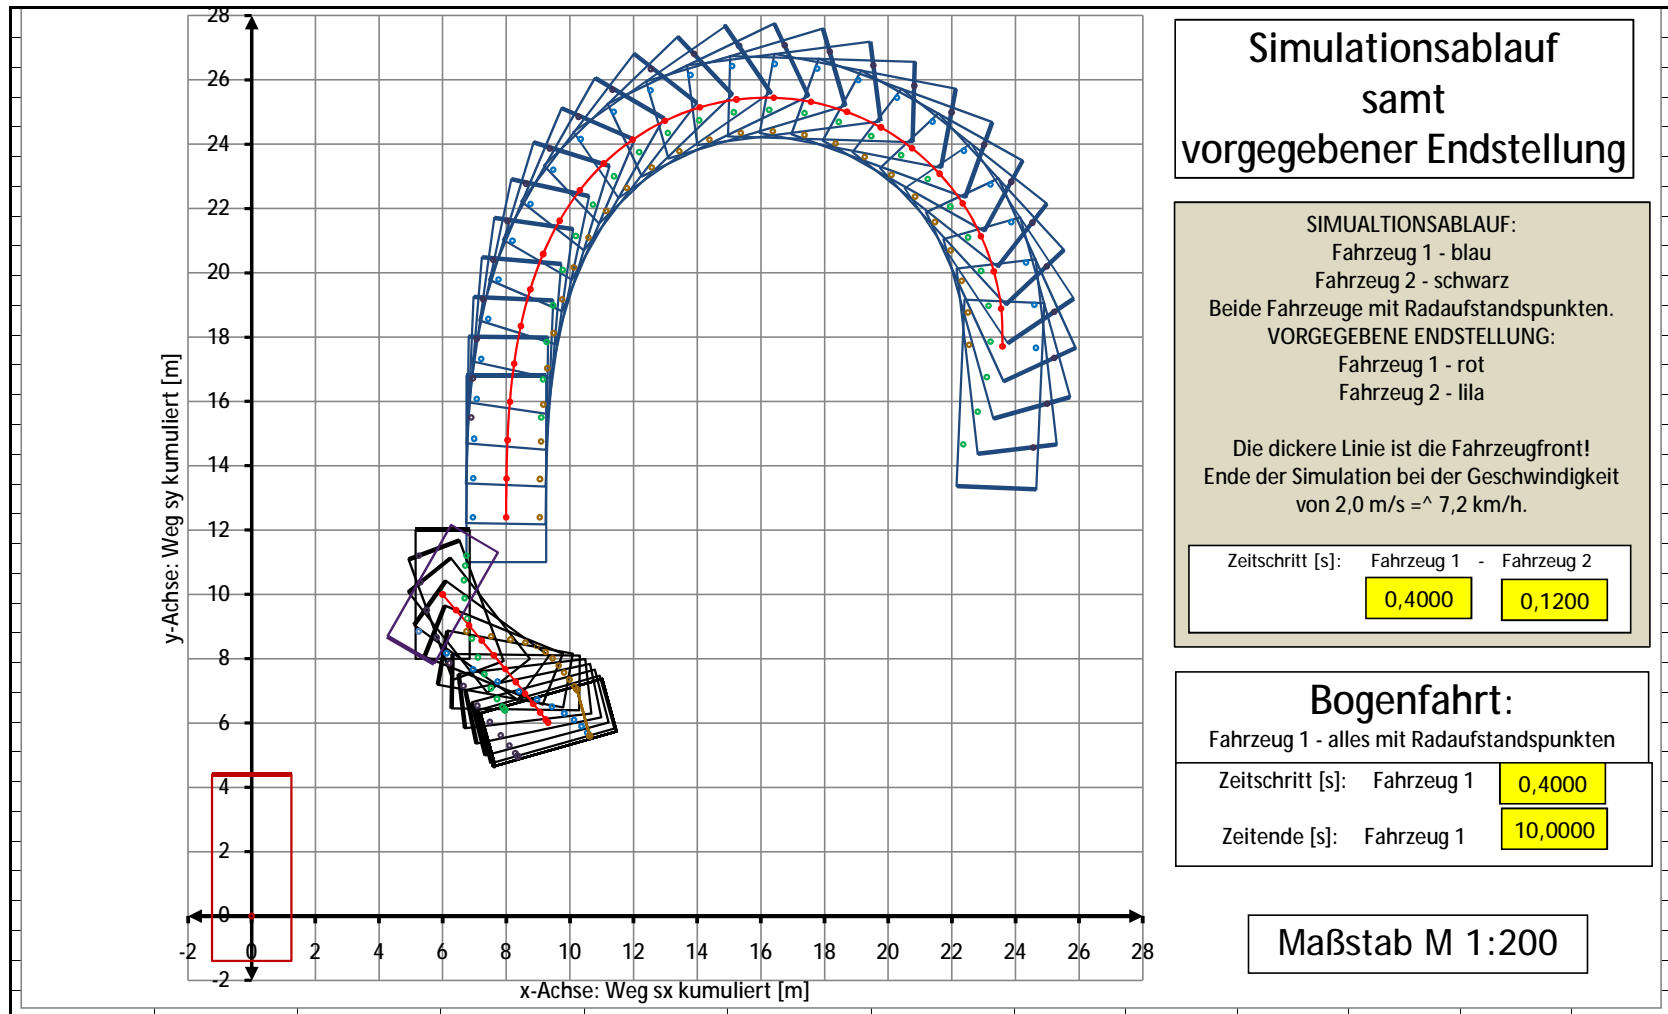 Simulationsablauf
samt
vorgegebener Endstellung
SIMUALTIONSABLAUF:
Fahrzeug 1 - blau
Fahrzeug 2 - schwarz
Beide Fahrzeuge mit Radaufstandspunkten.
VORGEGEBENE ENDSTELLUNG:
Fahrzeug 1 - rot
Fahrzeug 2 - lila
Die dickere Linie ist die Fahrzeugfront!
Ende der Simulation bei der Geschwindigkeit
von 2,0 m/s =^ 7,2 km/h.
Zeitschritt [s]: Fahrzeug 1 - Fahrzeug 2
0,4000 0,1200
Bogenfahrt:
Fahrzeug 1 - alles mit Radaufstandspunkten
Zeitschritt [s]: Fahrzeug 1 0,4000
Zeitende [s]: Fahrzeug 1 10,0000
Maßstab M 1:200
y-Achse: Weg sy kumuliert [m]
28
26
24
22
20
18
16
14
12
10
8
6
4
2
0
-2
-2 0 2 4 6 8 10 12 14 16 18 20 22 24 26 28
x-Achse: Weg sx kumuliert [m]